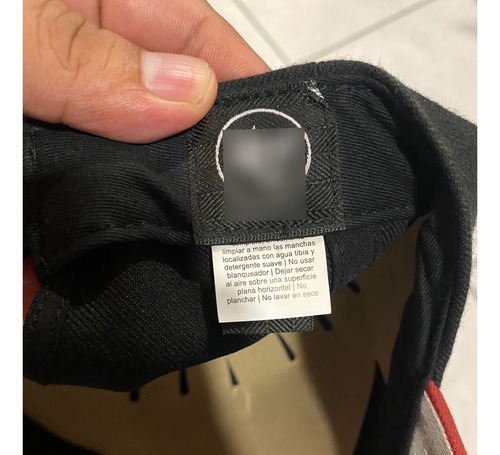 limpiar a mano las manchas
localizadas con agua tibia y
detergente suave | No usar
blanqueador | Dejar secar
al aire sobre una superficie
plana horizontal | No
planchar | No lavar en seco